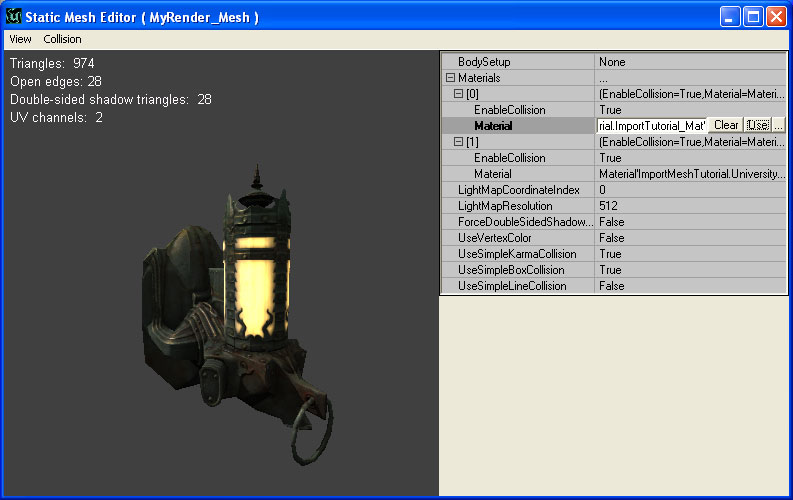 Static Mesh Editor ( MyRender_Mesh )
View Collision
Triangles: 974
Open edges: 28
Double-sided shadow triangles: 28
UV channels: 2
BodySetup None
Materials ...
[0] (EnableCollision=True,Material=Materi...
EnableCollision True
Material rial.ImportTutorial_Mat' Clear Use ...
[1] (EnableCollision=True,Material=Materi...
EnableCollision True
Material Material'ImportMeshTutorial.University...
LightMapCoordinateIndex 0
LightMapResolution 512
ForceDoubleSidedShadow... False
UseVertexColor False
UseSimpleKarmaCollision True
UseSimpleBoxCollision True
UseSimpleLineCollision False